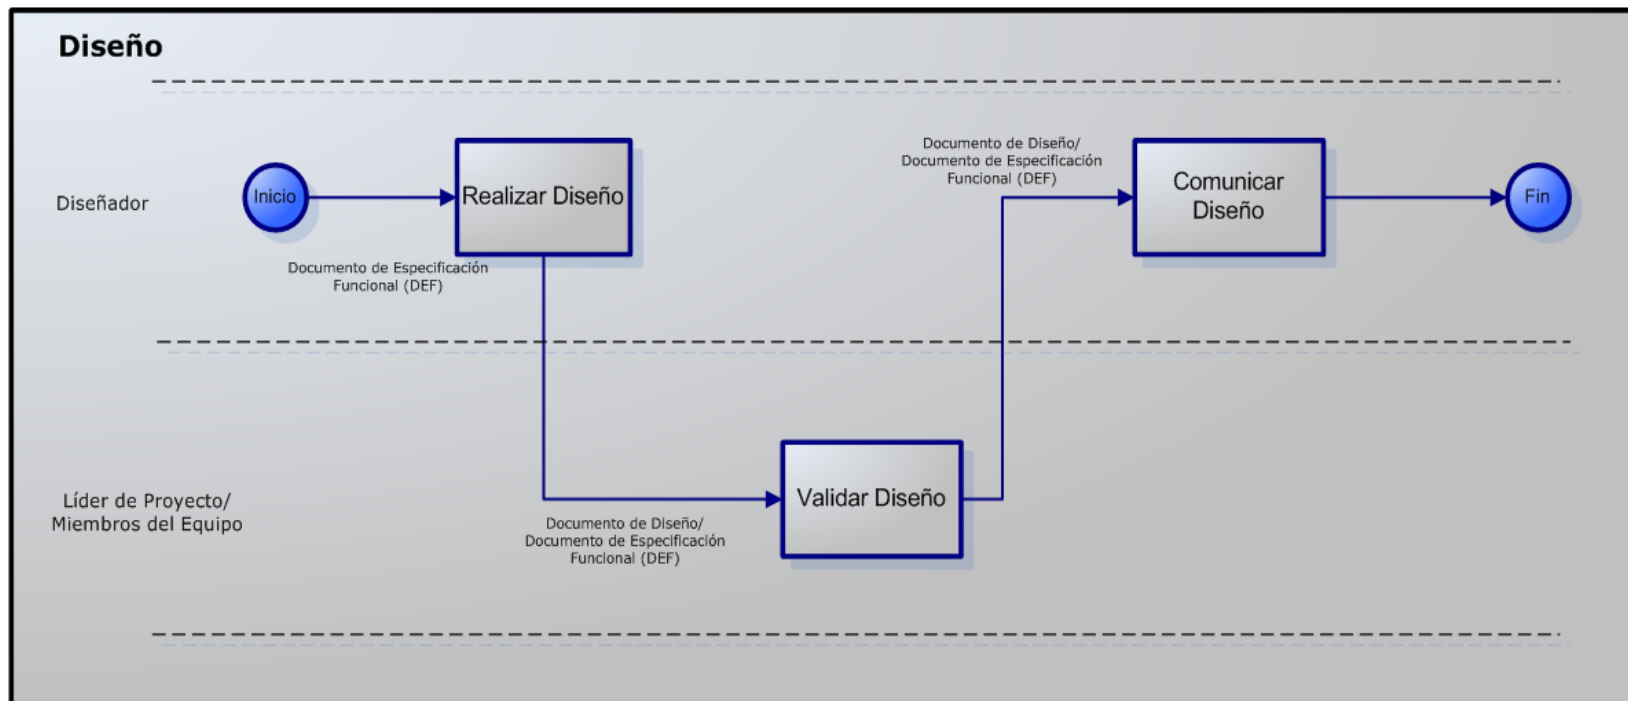 Diseño
Diseñador
Inicio
Realizar Diseño
Documento de Especificación
Funcional (DEF)
Documento de Diseño/
Documento de Especificación
Funcional (DEF)
Comunicar
Diseño
Fin
Líder de Proyecto/
Miembros del Equipo
Documento de Diseño/
Documento de Especificación
Funcional (DEF)
Validar Diseño